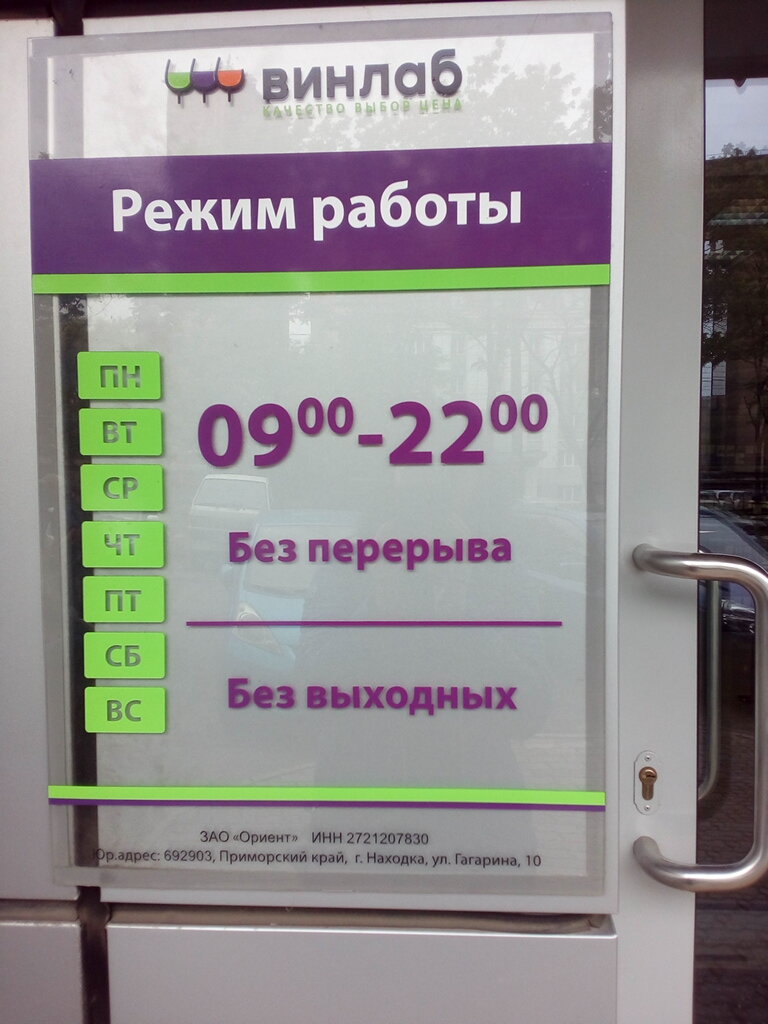 винлаб
КАЧЕСТВО ВЫБОР ЦЕНА
Режим работы
ПН
ВТ
СР
ЧТ
ПТ
СБ
ВС
09⁰⁰-22⁰⁰
Без перерыва
Без выходных
ЗАО «Ориент» ИНН 2721207830
Юр.адрес: 692903, Приморский край, г. Находка, ул. Гагарина, 10